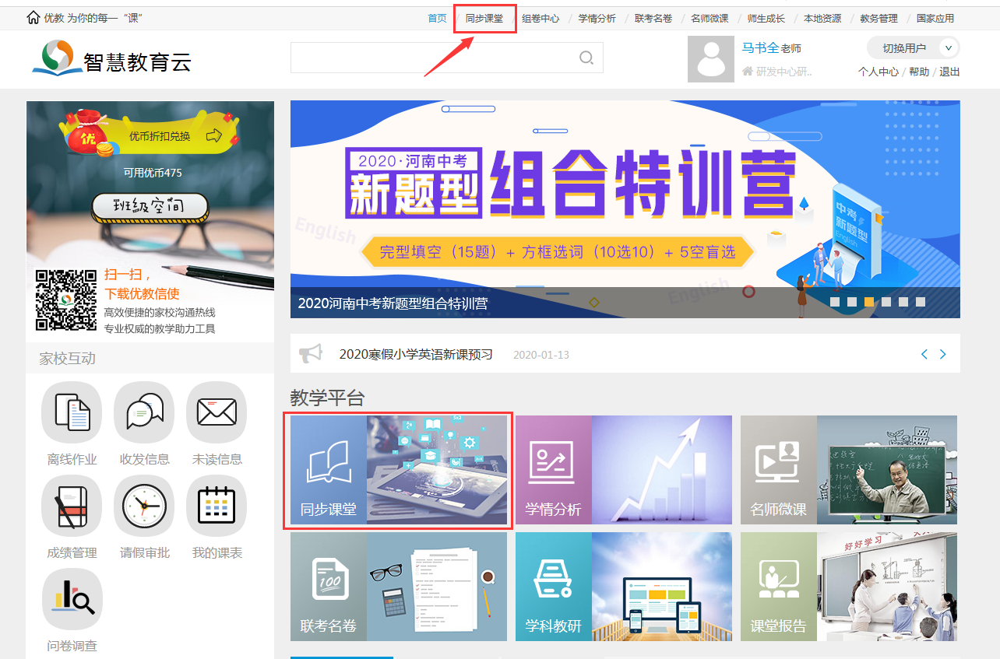 优教 为你的每一“课”
首页 同步课堂 / 组卷中心 / 学情分析 / 联考名卷 / 名师微课 / 师生成长 / 本地资源 / 教务管理 / 国家应用
智慧教育云
马书全老师
研发中心研..
切换用户
个人中心 / 帮助 / 退出
优
优币折扣兑换
可用优币475
班级空间
扫一扫，
下载优教信使
高效便捷的家校沟通热线
专业权威的教学助力工具
家校互动
离线作业 收发信息 未读信息
成绩管理 请假审批 我的课表
问卷调查
2020·河南中考
新题型
组合特训营
English
完型填空（15题）+ 方框选词（10选10）+ 5空盲选
中考
新题型
English
English
2020河南中考新题型组合特训营
2020寒假小学英语新课预习 2020-01-13
教学平台
同步课堂
学情分析
名师微课
100
联考名卷
学科教研
课堂报告
好好学习